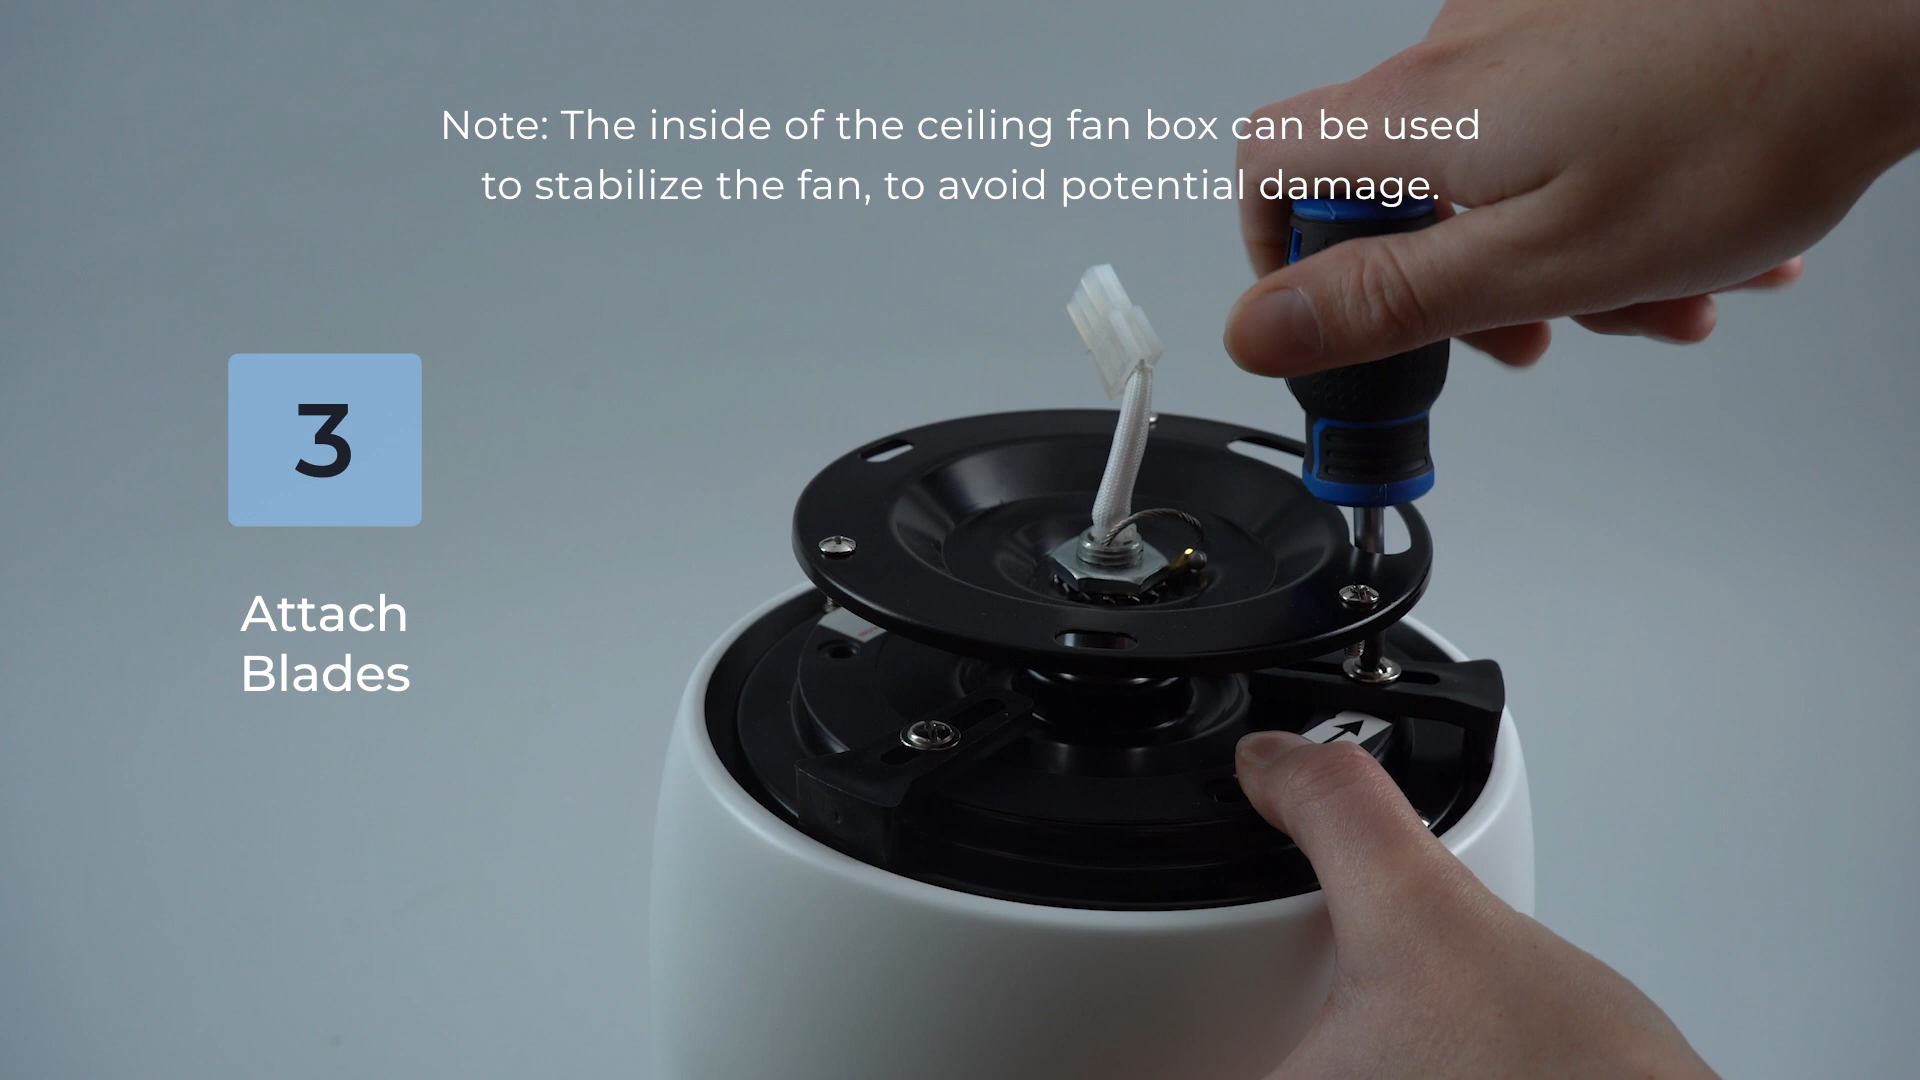 Note: The inside of the ceiling fan box can be used
to stabilize the fan, to avoid potential damage.
3
Attach
Blades